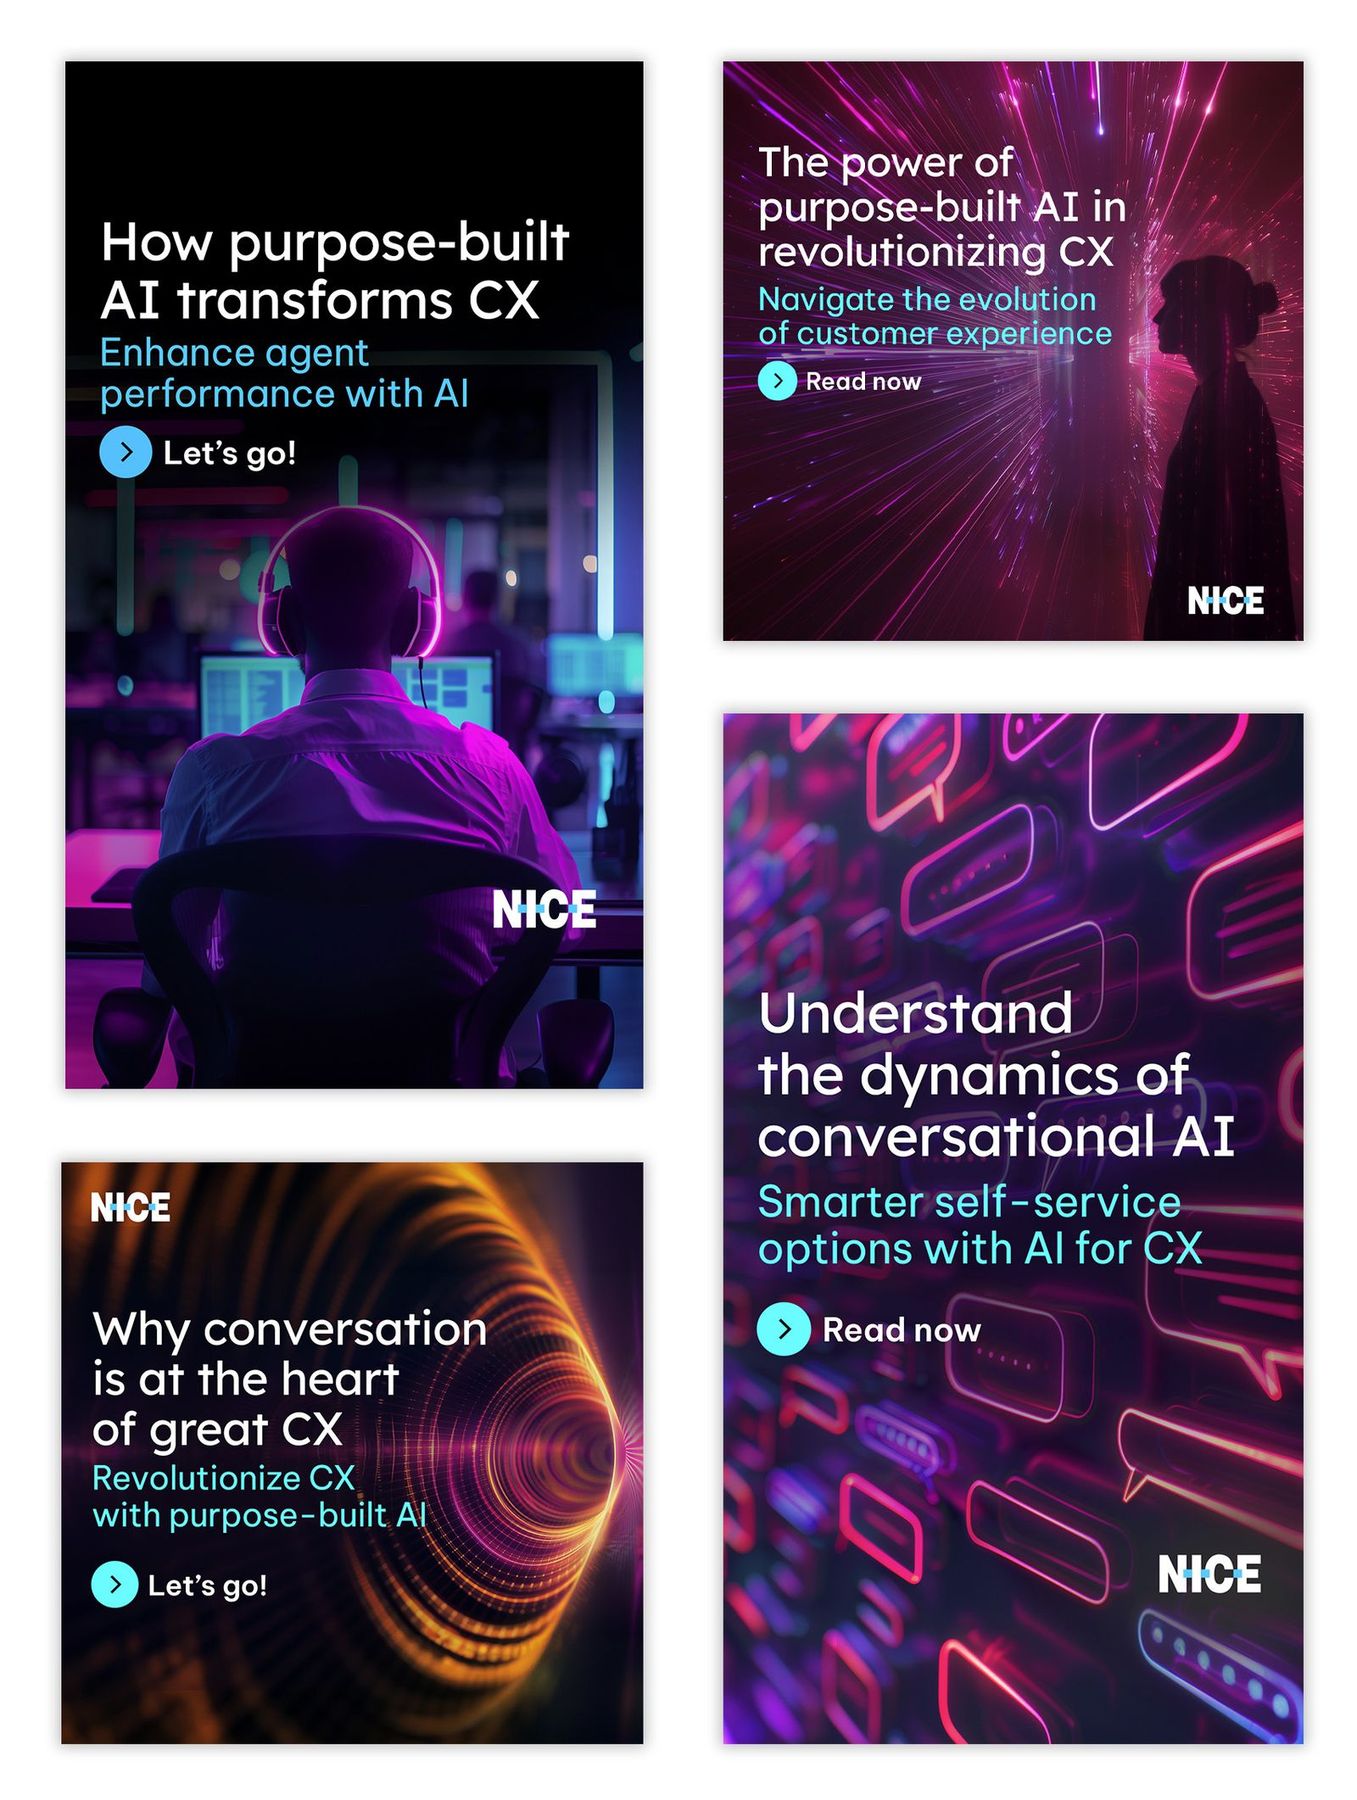 How purpose-built
AI transforms CX
Enhance agent
performance with AI
Let's go!
NICE
The power of
purpose-built AI in
revolutionizing CX
Navigate the evolution
of customer experience
Read now
NICE
NICE
Why conversation
is at the heart
of great CX
Revolutionize CX
with purpose-built AI
Let's go!
Understand
the dynamics of
conversational AI
Smarter self-service
options with AI for CX
Read now
NICE